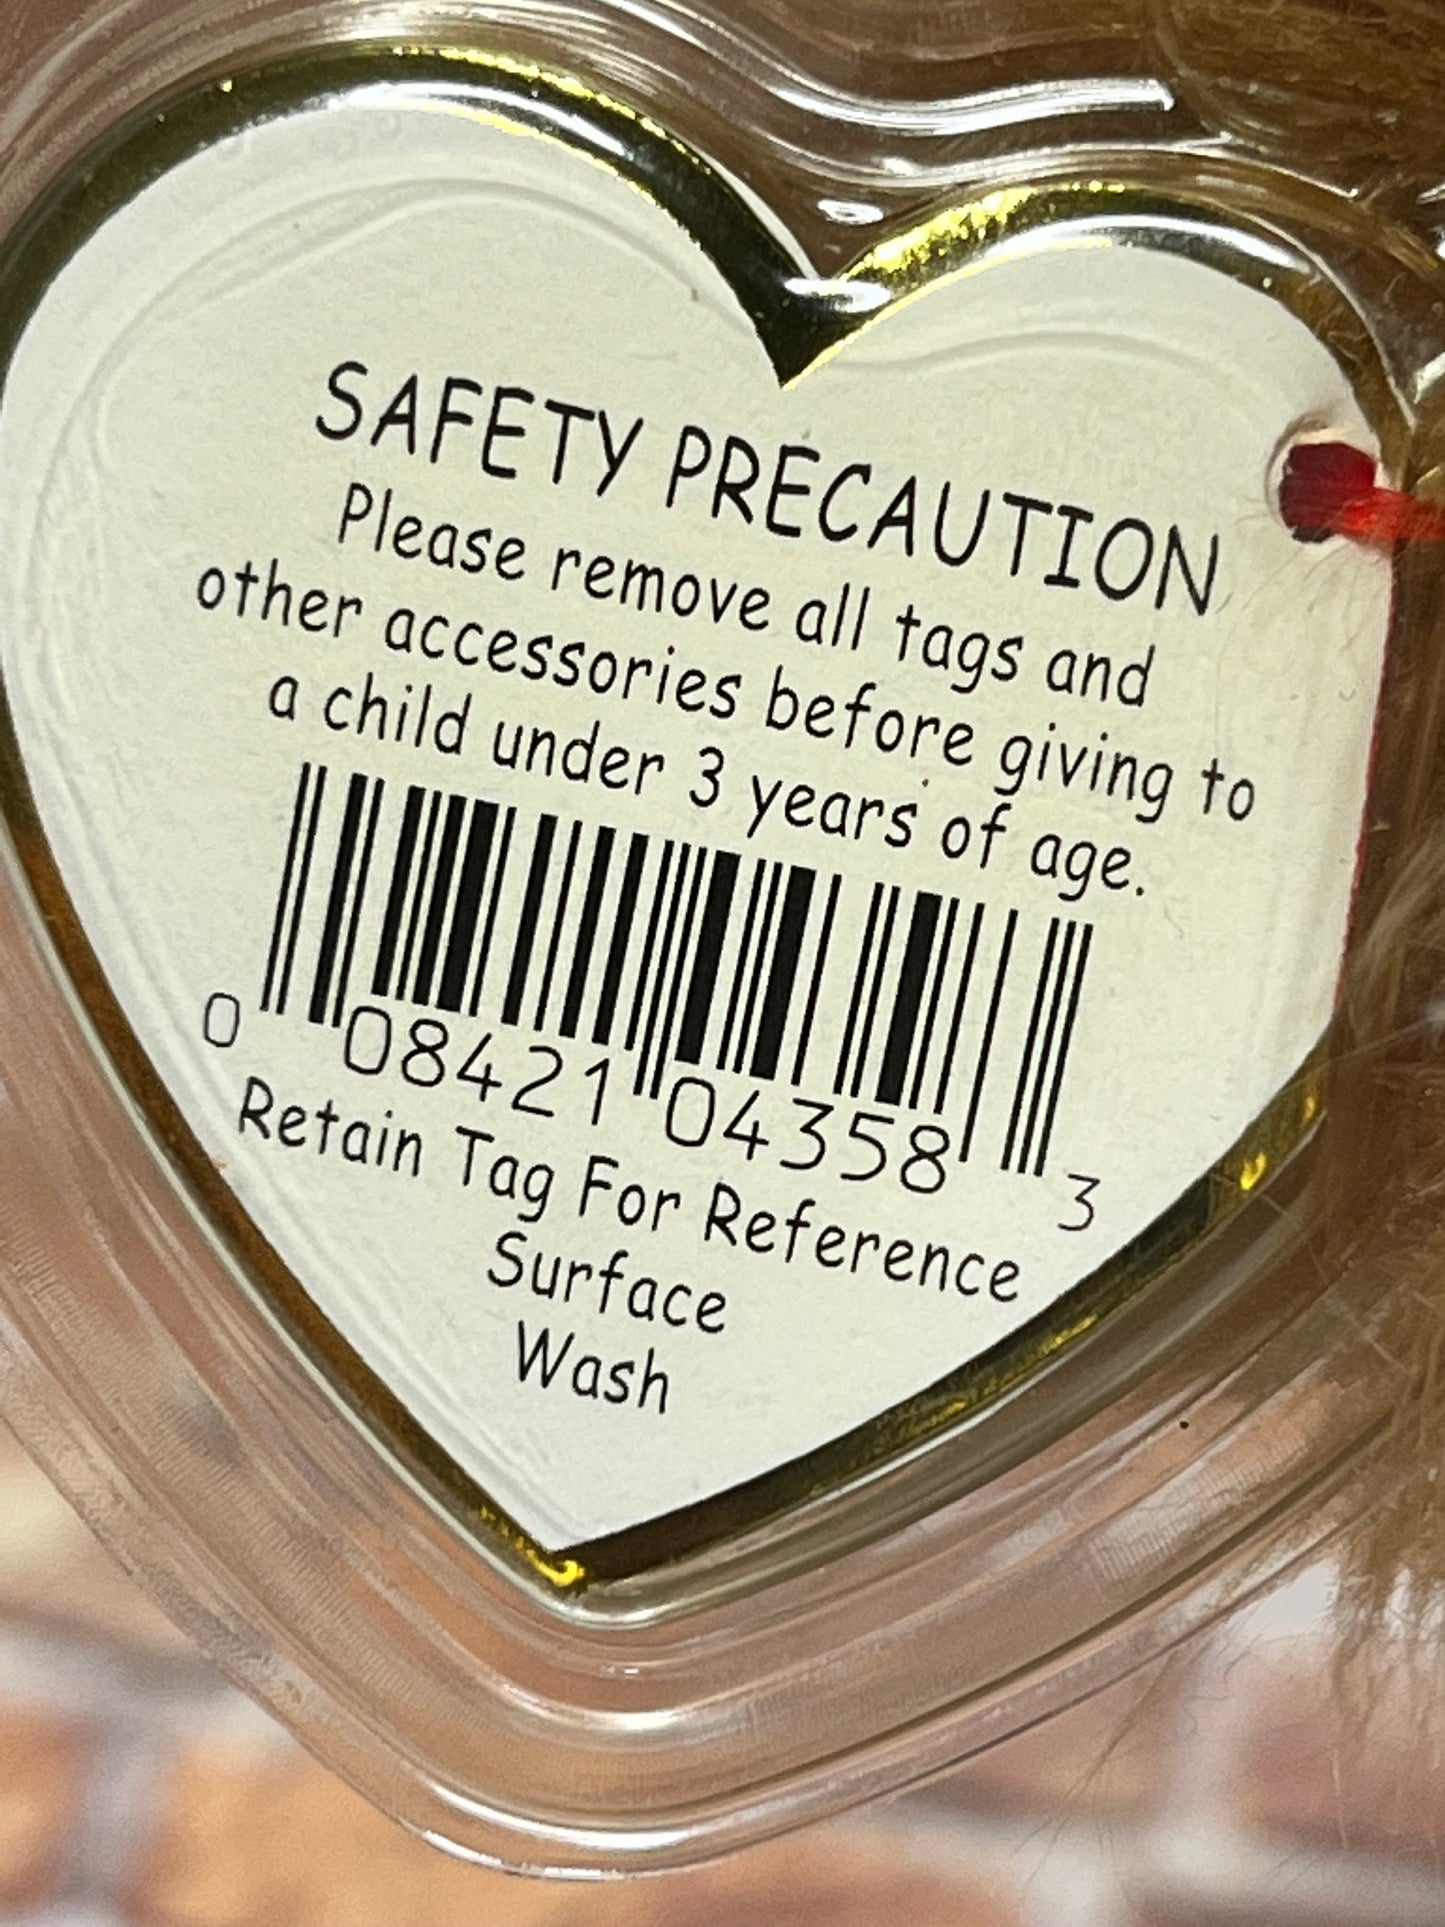 SAFETY PRECAUTION
Please remove all tags and
other accessories before giving to
a child under 3 years of age.
0 08421 04358 3
Retain Tag For Reference
Surface
Wash